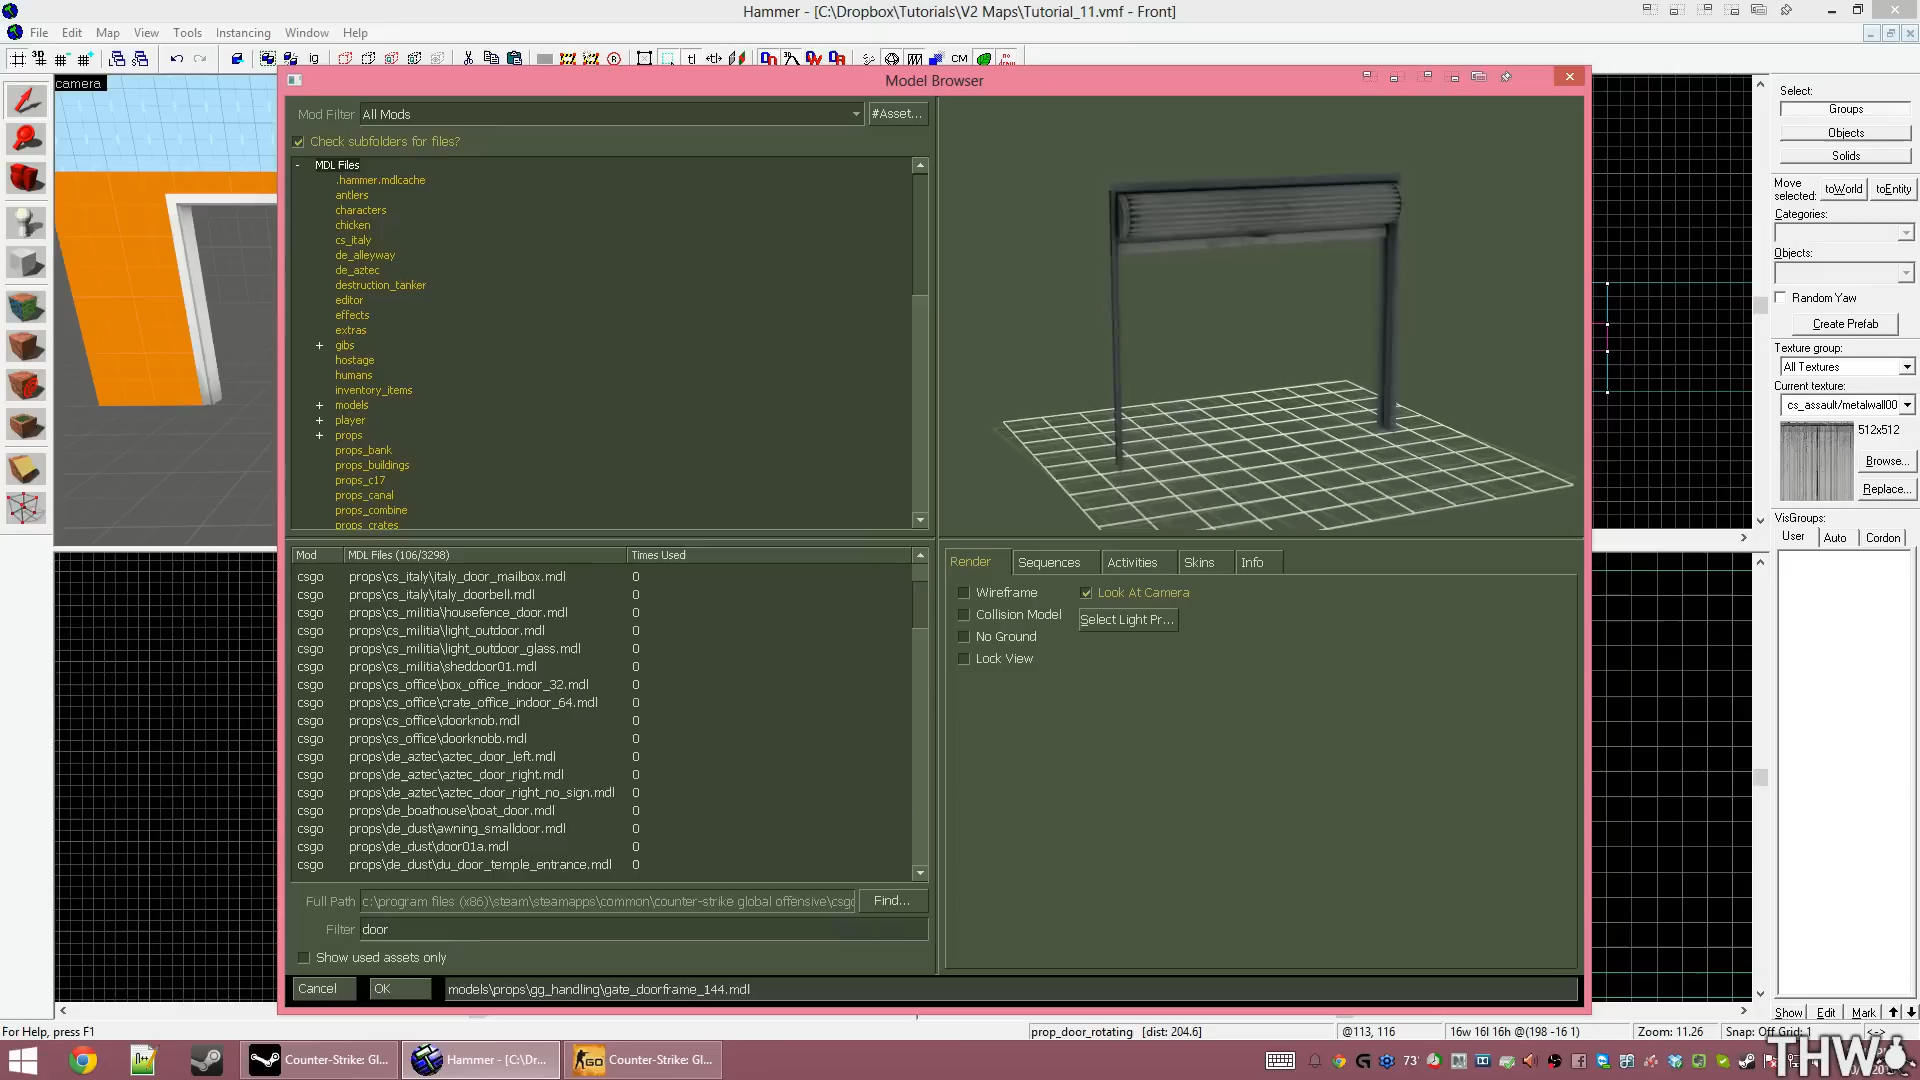 Hammer - [C:\Dropbox\Tutorials\V2 Maps\Tutorial_11.vmf - Front]
File Edit Map View Tools Instancing Window Help
camera
Model Browser
Mod Filter All Mods #Asset...
Check subfolders for files?
- MDL Files
.hammer.mdlcache
antlers
characters
chicken
cs_italy
de_alleyway
de_aztec
destruction_tanker
editor
effects
extras
+ gibs
hostage
humans
inventory_items
+ models
+ player
+ props
props_bank
props_buildings
props_c17
props_canal
props_combine
props_crates
Mod MDL Files (106/3298) Times Used
csgo props\cs_italy\italy_door_mailbox.mdl 0
csgo props\cs_italy\italy_doorbell.mdl 0
csgo props\cs_militia\housefence_door.mdl 0
csgo props\cs_militia\light_outdoor.mdl 0
csgo props\cs_militia\light_outdoor_glass.mdl 0
csgo props\cs_militia\sheddoor01.mdl 0
csgo props\cs_office\box_office_indoor_32.mdl 0
csgo props\cs_office\crate_office_indoor_64.mdl 0
csgo props\cs_office\doorknob.mdl 0
csgo props\cs_office\doorknobb.mdl 0
csgo props\de_aztec\aztec_door_left.mdl 0
csgo props\de_aztec\aztec_door_right.mdl 0
csgo props\de_aztec\aztec_door_right_no_sign.mdl 0
csgo props\de_boathouse\boat_door.mdl 0
csgo props\de_dust\awning_smalldoor.mdl 0
csgo props\de_dust\door01a.mdl 0
csgo props\de_dust\du_door_temple_entrance.mdl 0
Full Path c:\program files (x86)\steam\steamapps\common\counter-strike global offensive\csgo Find...
Filter door
Show used assets only
Cancel OK models\props\gg_handling\gate_doorframe_144.mdl
Render Sequences Activities Skins Info
Wireframe Look At Camera
Collision Model Select Light Pr...
No Ground
Lock View
Select:
Groups
Objects
Solids
Move selected: toWorld toEntity
Categories:
Objects:
Random Yaw
Create Prefab
Texture group:
All Textures
Current texture:
cs_assault/metalwall00
512x512
Browse...
Replace...
VisGroups:
User Auto Cordon
Show Edit Mark
For Help, press F1 prop_door_rotating [dist: 204.6] @113, 116 16w 16l 16h @(198 -16 1) Zoom: 11.26 Snap: Off Grid: 1 <->
Counter-Strike: Gl... Hammer - [C:\Dr... Counter-Strike: Gl... 73°
THW